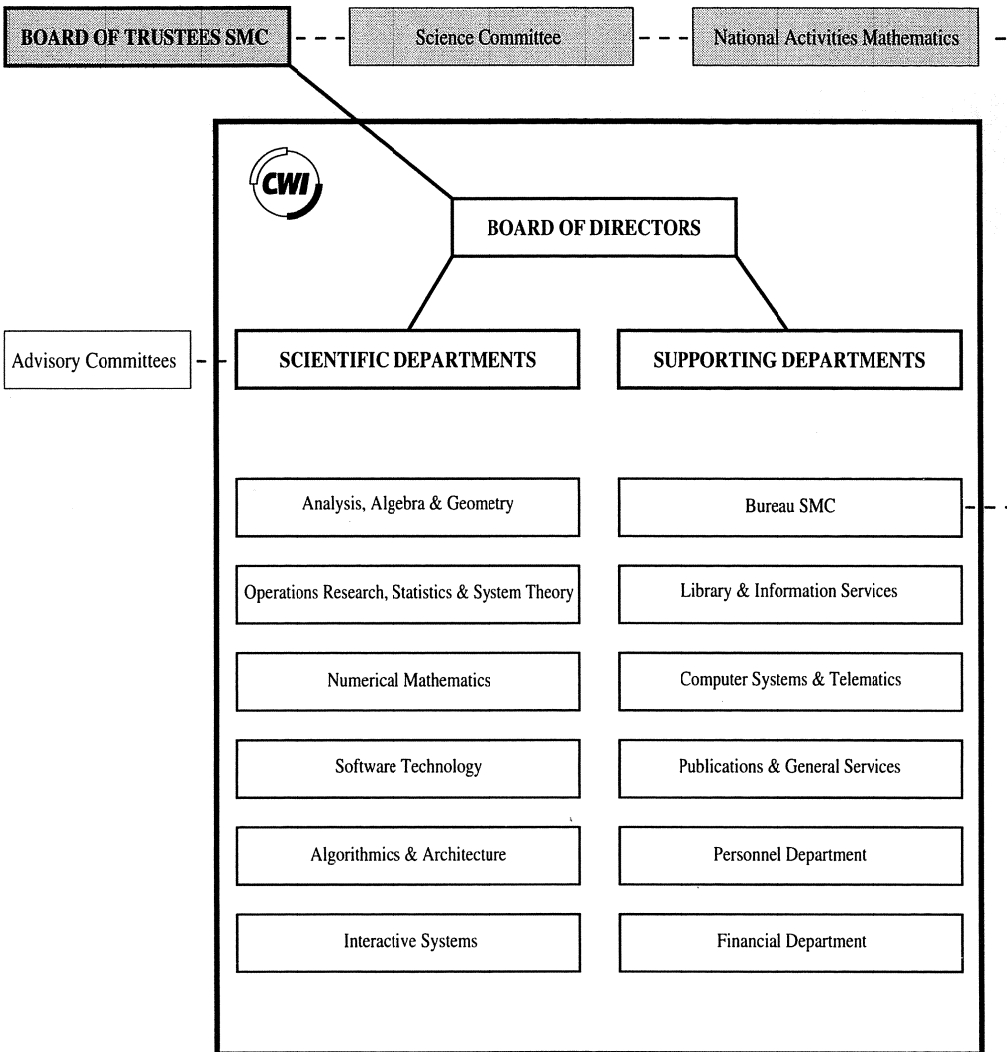 BOARD OF TRUSTEES SMC
Science Committee
National Activities Mathematics
CWI
BOARD OF DIRECTORS
Advisory Committees
SCIENTIFIC DEPARTMENTS
SUPPORTING DEPARTMENTS
Analysis, Algebra & Geometry
Bureau SMC
Operations Research, Statistics & System Theory
Library & Information Services
Numerical Mathematics
Computer Systems & Telematics
Software Technology
Publications & General Services
Algorithmics & Architecture
Personnel Department
Interactive Systems
Financial Department